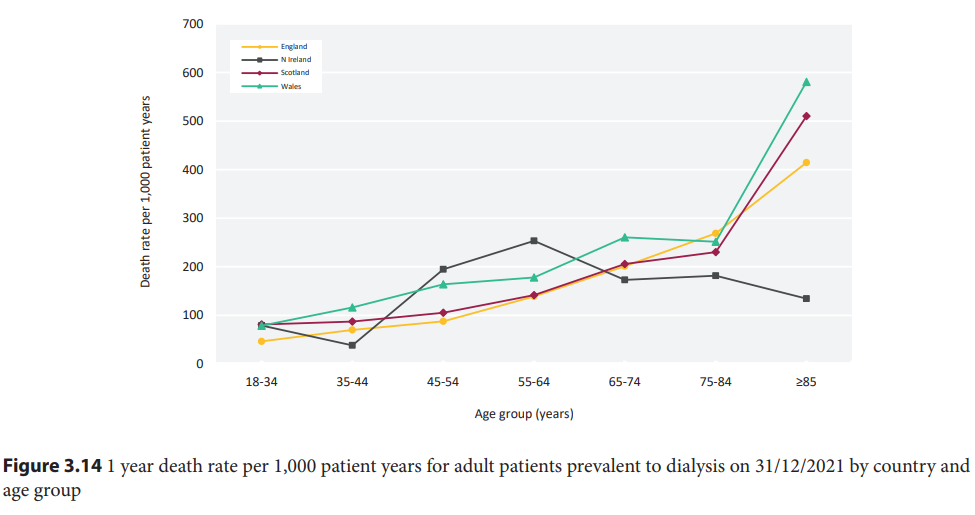 700
600
500
400
300
200
100
0
Death rate per 1,000 patient years
England
N Ireland
Scotland
Wales
18-34 35-44 45-54 55-64 65-74 75-84 ≥85
Age group (years)
Figure 3.14 1 year death rate per 1,000 patient years for adult patients prevalent to dialysis on 31/12/2021 by country and
age group